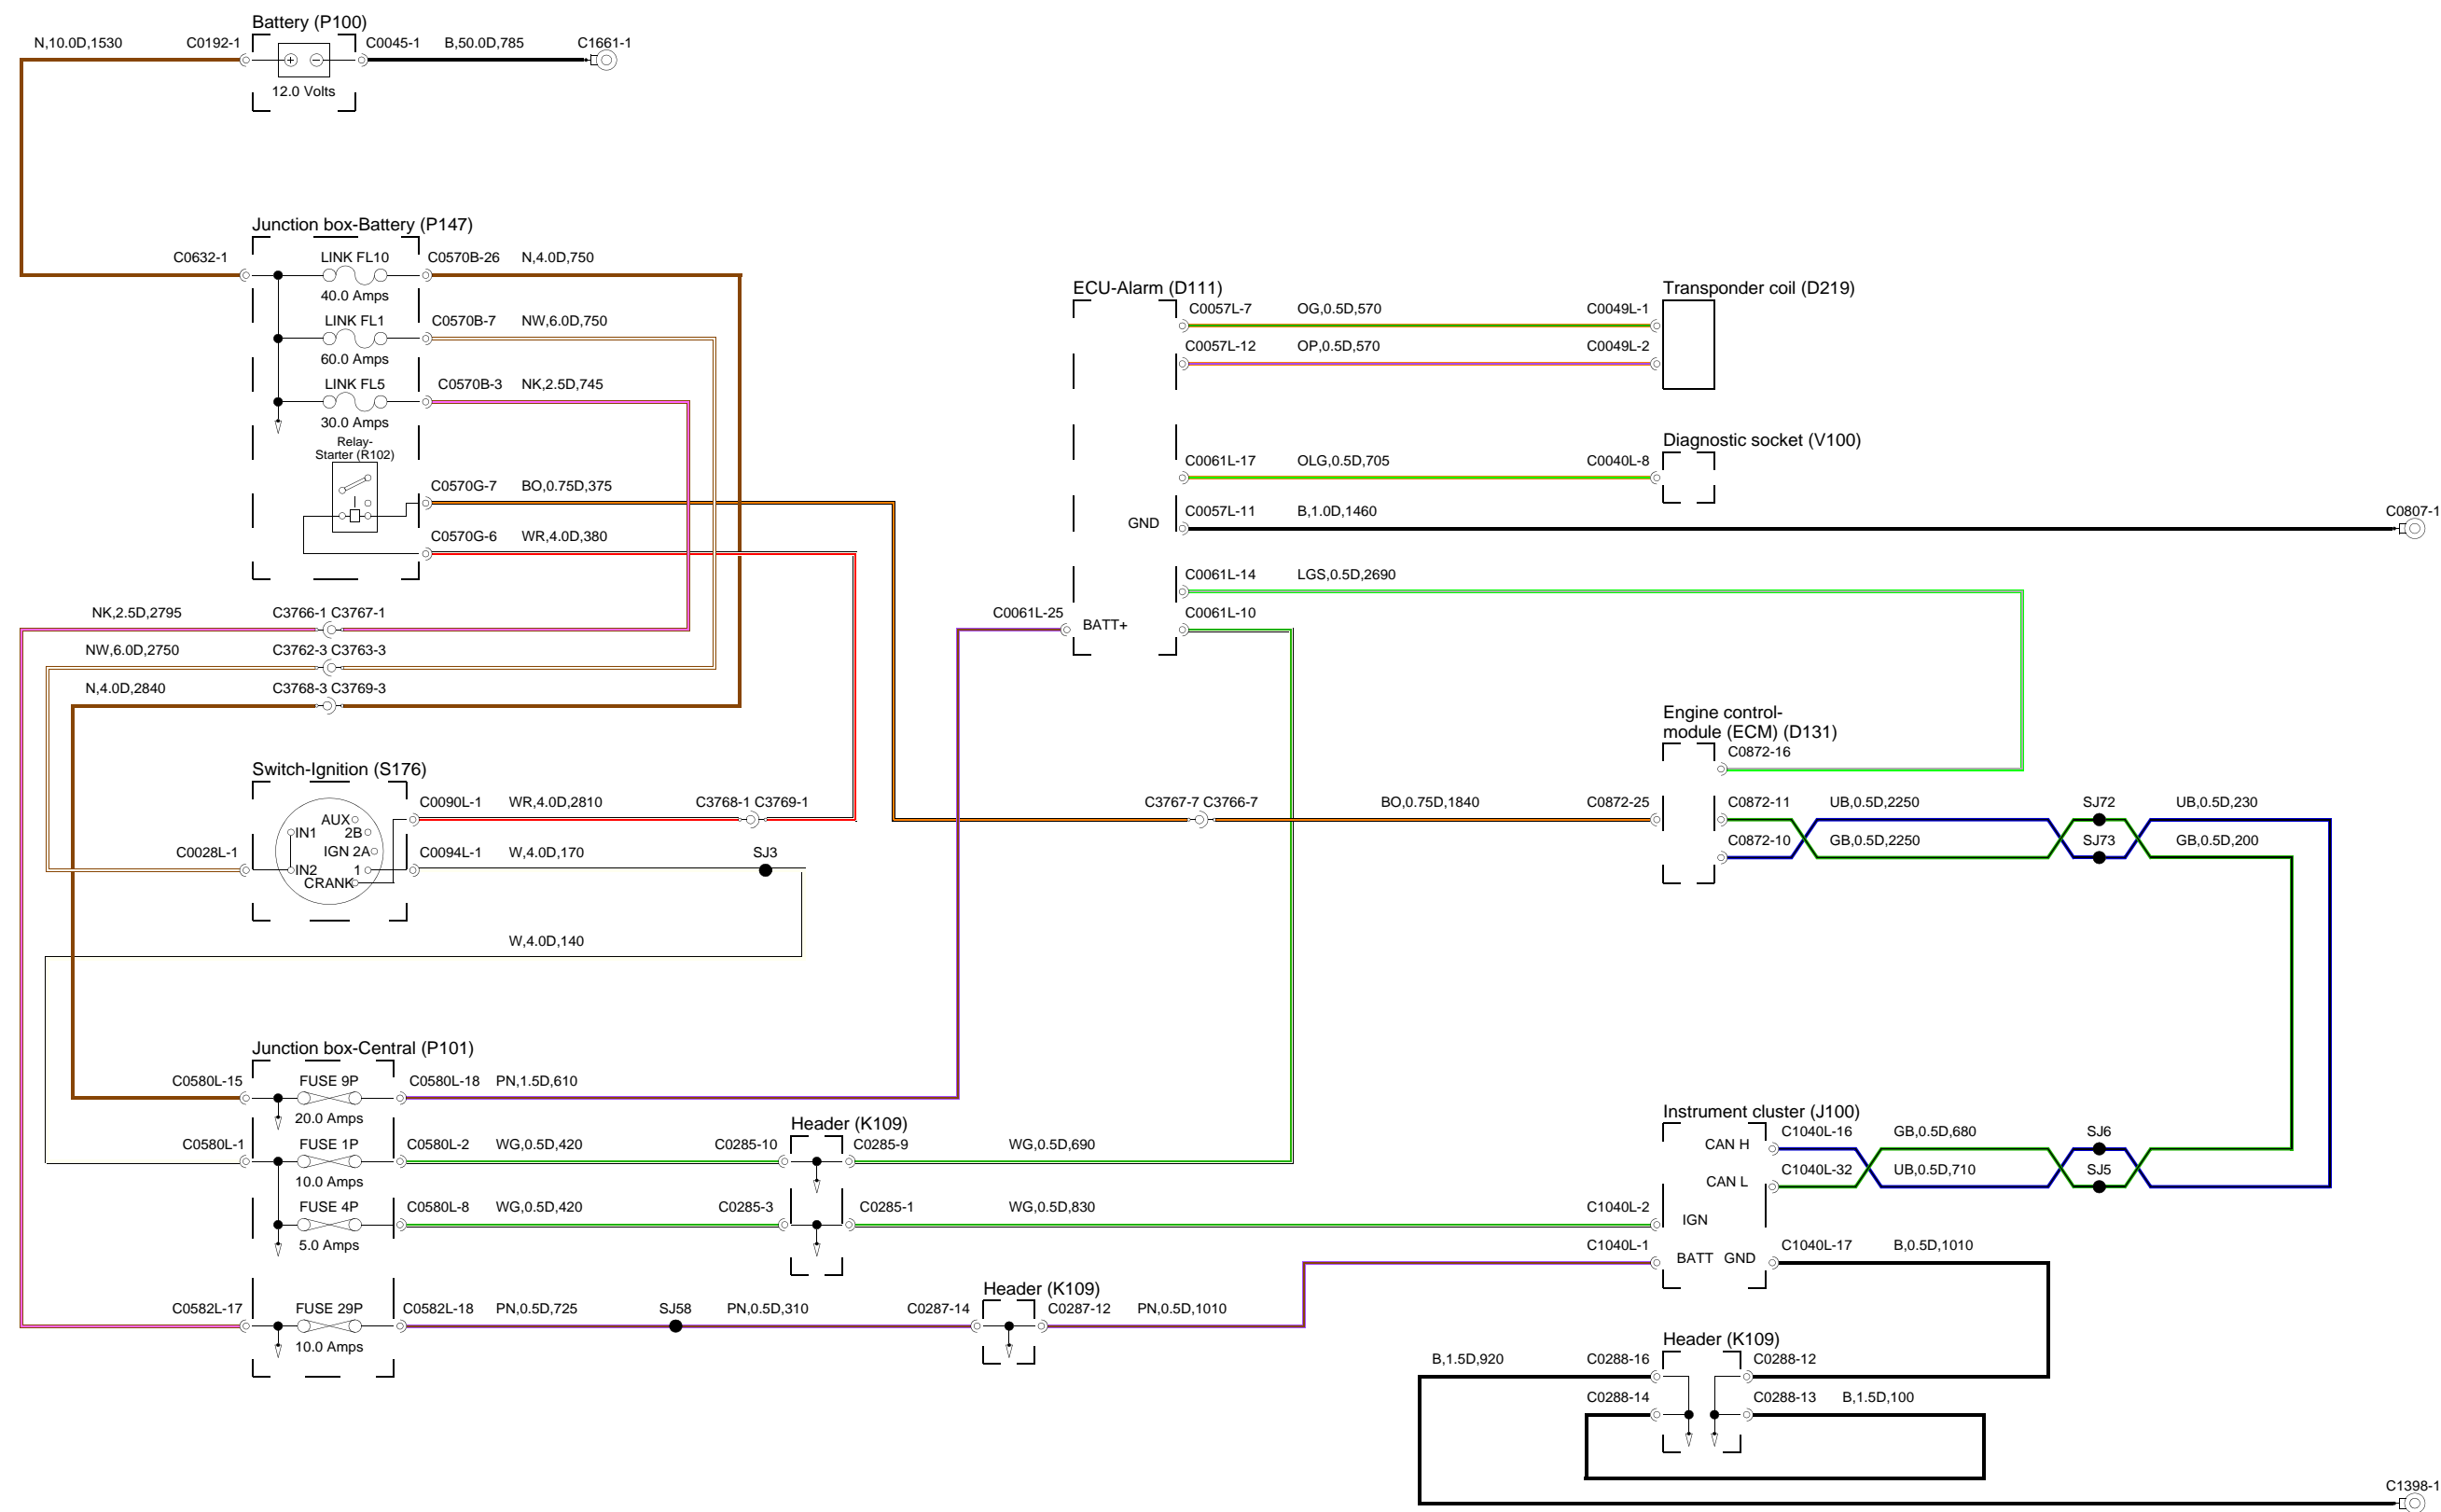 Battery (P100)
N,10.0D,1530
C0192-1
C0045-1
B,50.0D,785
C1661-1
12.0 Volts
Junction box-Battery (P147)
C0632-1
LINK FL10
C0570B-26
N,4.0D,750
40.0 Amps
LINK FL1
C0570B-7
NW,6.0D,750
60.0 Amps
LINK FL5
C0570B-3
NK,2.5D,745
30.0 Amps
Relay-
Starter (R102)
C0570G-7
BO,0.75D,375
C0570G-6
WR,4.0D,380
ECU-Alarm (D111)
C0057L-7
OG,0.5D,570
C0049L-1
Transponder coil (D219)
C0057L-12
OP,0.5D,570
C0049L-2
C0061L-17
OLG,0.5D,705
C0040L-8
Diagnostic socket (V100)
C0057L-11
B,1.0D,1460
GND
C0807-1
C0061L-14
LGS,0.5D,2690
C0061L-25
BATT+
C0061L-10
NK,2.5D,2795
C3766-1 C3767-1
NW,6.0D,2750
C3762-3 C3763-3
N,4.0D,2840
C3768-3 C3769-3
Engine control-
module (ECM) (D131)
C0872-16
Switch-Ignition (S176)
C0090L-1
WR,4.0D,2810
C3768-1 C3769-1
C3767-7 C3766-7
BO,0.75D,1840
C0872-25
C0872-11
UB,0.5D,2250
SJ72
UB,0.5D,230
AUX
IN1
2B
IGN 2A
IN2
1
CRANK
C0028L-1
C0094L-1
W,4.0D,170
SJ3
C0872-10
GB,0.5D,2250
SJ73
GB,0.5D,200
W,4.0D,140
Junction box-Central (P101)
C0580L-15
FUSE 9P
C0580L-18
PN,1.5D,610
20.0 Amps
Header (K109)
C0580L-1
FUSE 1P
C0580L-2
WG,0.5D,420
C0285-10
C0285-9
WG,0.5D,690
10.0 Amps
FUSE 4P
C0580L-8
WG,0.5D,420
C0285-3
C0285-1
WG,0.5D,830
5.0 Amps
Instrument cluster (J100)
CAN H
C1040L-16
GB,0.5D,680
SJ6
CAN L
C1040L-32
UB,0.5D,710
SJ5
C1040L-2
IGN
C1040L-1
BATT
GND
C1040L-17
B,0.5D,1010
C0582L-17
FUSE 29P
C0582L-18
PN,0.5D,725
SJ58
PN,0.5D,310
C0287-14
Header (K109)
C0287-12
PN,0.5D,1010
10.0 Amps
Header (K109)
B,1.5D,920
C0288-16
C0288-12
C0288-14
C0288-13
B,1.5D,100
C1398-1